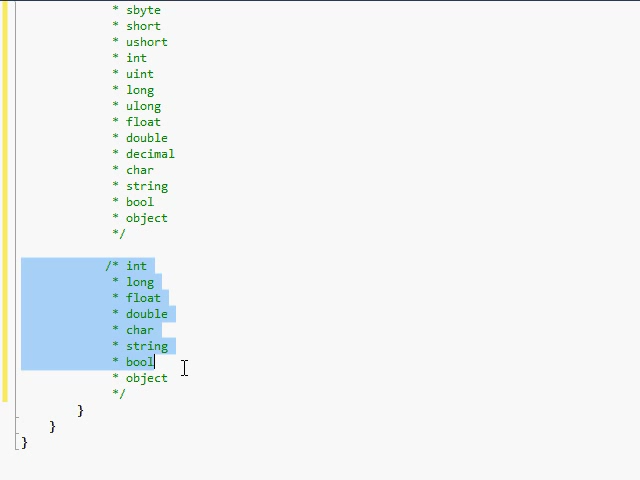 * sbyte
* short
* ushort
* int
* uint
* long
* ulong
* float
* double
* decimal
* char
* string
* bool
* object
*/
/* int
* long
* float
* double
* char
* string
* bool
* object
*/
}
}
}